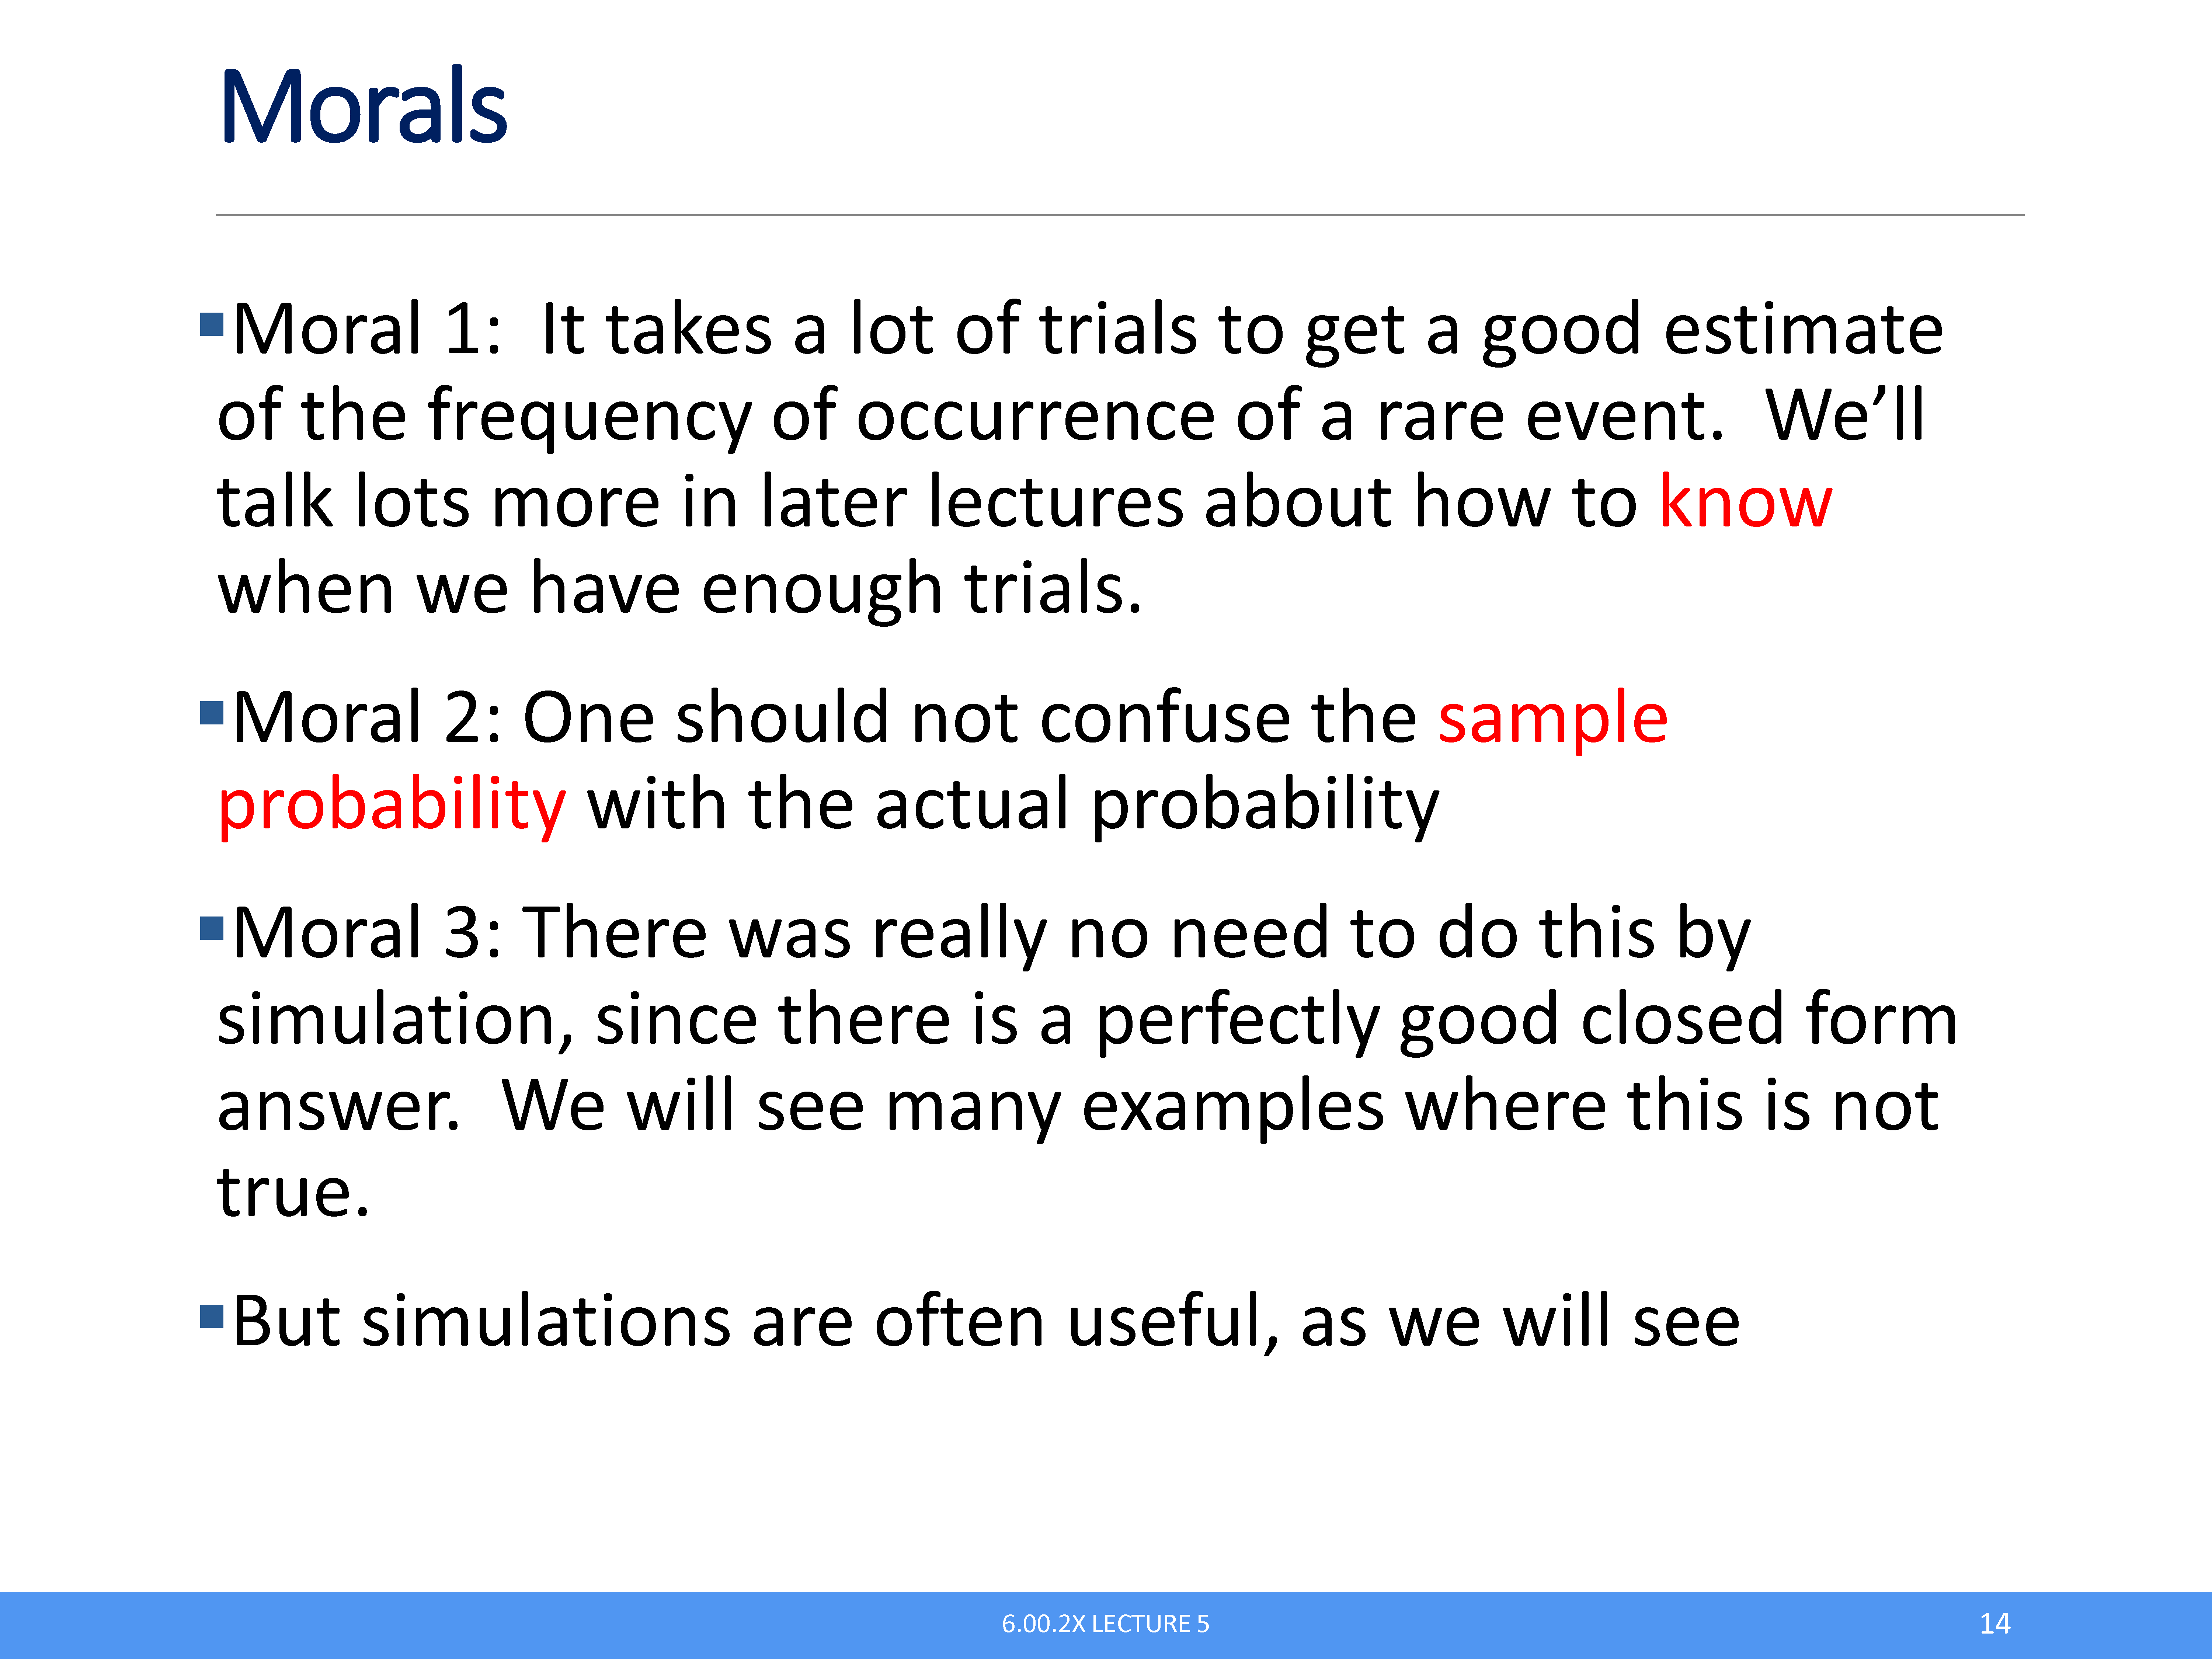 Morals
▪Moral 1:  It takes a lot of trials to get a good estimate
of the frequency of occurrence of a rare event.  We’ll
talk lots more in later lectures about how to know
when we have enough trials.
▪Moral 2: One should not confuse the sample
probability with the actual probability
▪Moral 3: There was really no need to do this by
simulation, since there is a perfectly good closed form
answer.  We will see many examples where this is not
true.
▪But simulations are often useful, as we will see
6.00.2X LECTURE 5
14